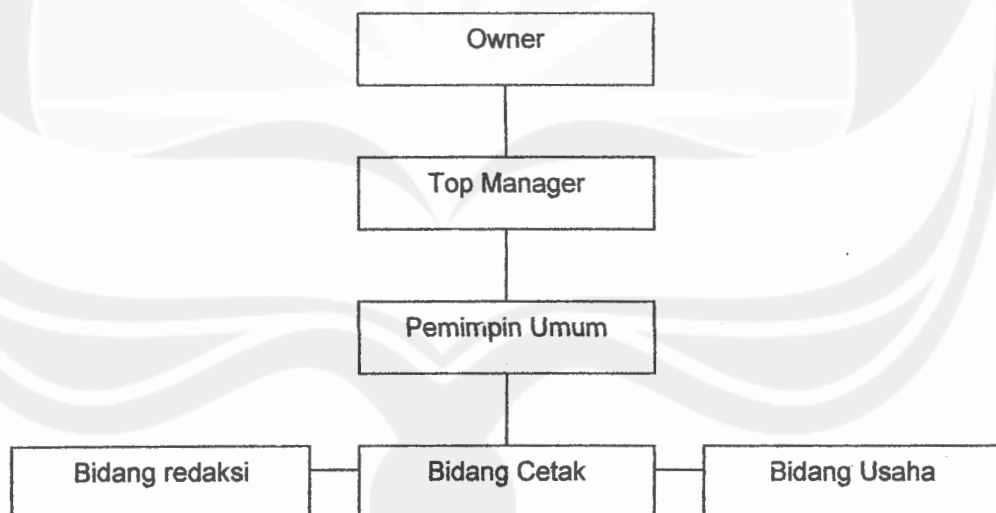 Owner
Top Manager
Pemimpin Umum
Bidang redaksi
Bidang Cetak
Bidang Usaha